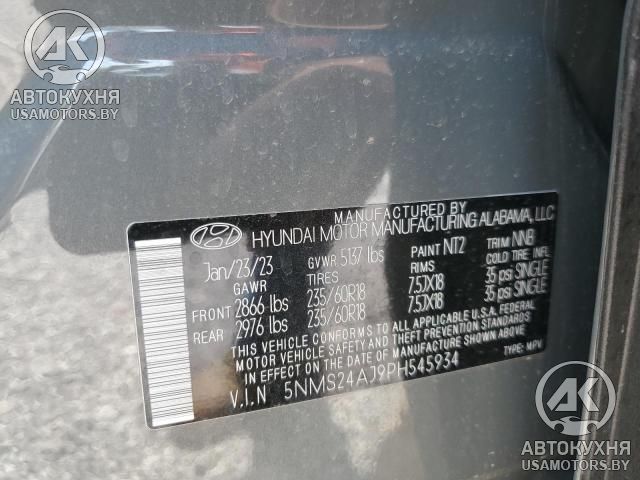 AK
АВТОКУХНЯ
USAMOTORS.BY
MANUFACTURED BY
HYUNDAI MOTOR MANUFACTURING ALABAMA, LLC
Jan/23/23 GVWR 5137 lbs PAINT NT2 TRIM NNB
GAWR TIRES RIMS COLD TIRE INFL
FRONT 2866 lbs 235/60R18 7.5JX18 35 psi SINGLE
REAR 2976 lbs 235/60R18 7.5JX18 35 psi SINGLE
THIS VEHICLE CONFORMS TO ALL APPLICABLE U.S.A. FEDERAL
MOTOR VEHICLE SAFETY AND THEFT PREVENTION STANDARDS
IN EFFECT ON THE DATE OF MANUFACTURE SHOWN ABOVE
V.I.N 5NMS24AJ9PH545934 TYPE: MPV
AK
АВТОКУХНЯ
USAMOTORS.BY